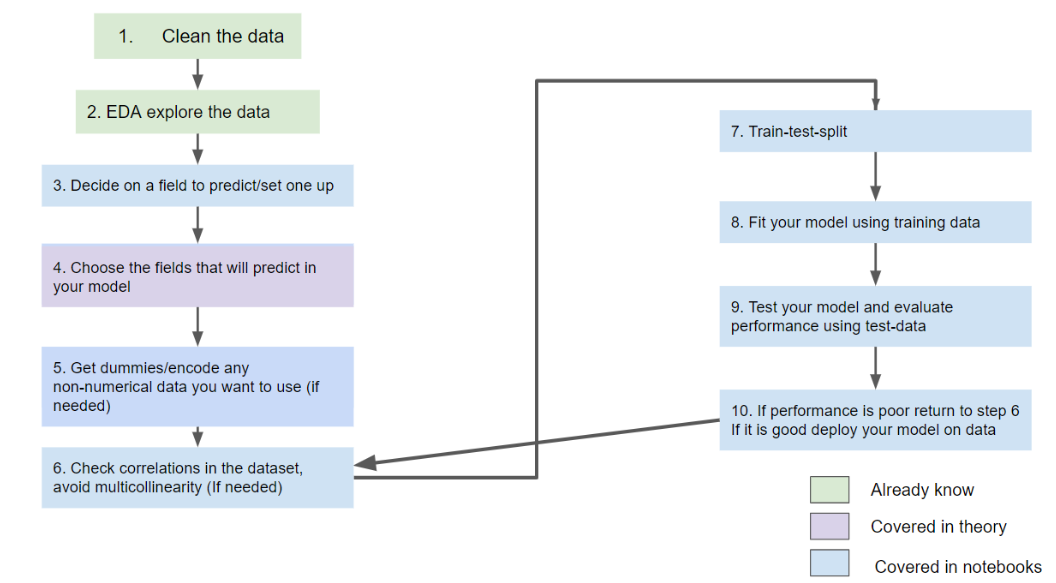 1. Clean the data
2. EDA explore the data
3. Decide on a field to predict/set one up
4. Choose the fields that will predict in
your model
5. Get dummies/encode any
non-numerical data you want to use (if
needed)
6. Check correlations in the dataset,
avoid multicollinearity (If needed)
7. Train-test-split
8. Fit your model using training data
9. Test your model and evaluate
performance using test-data
10. If performance is poor return to step 6
If it is good deploy your model on data
Already know
Covered in theory
Covered in notebooks